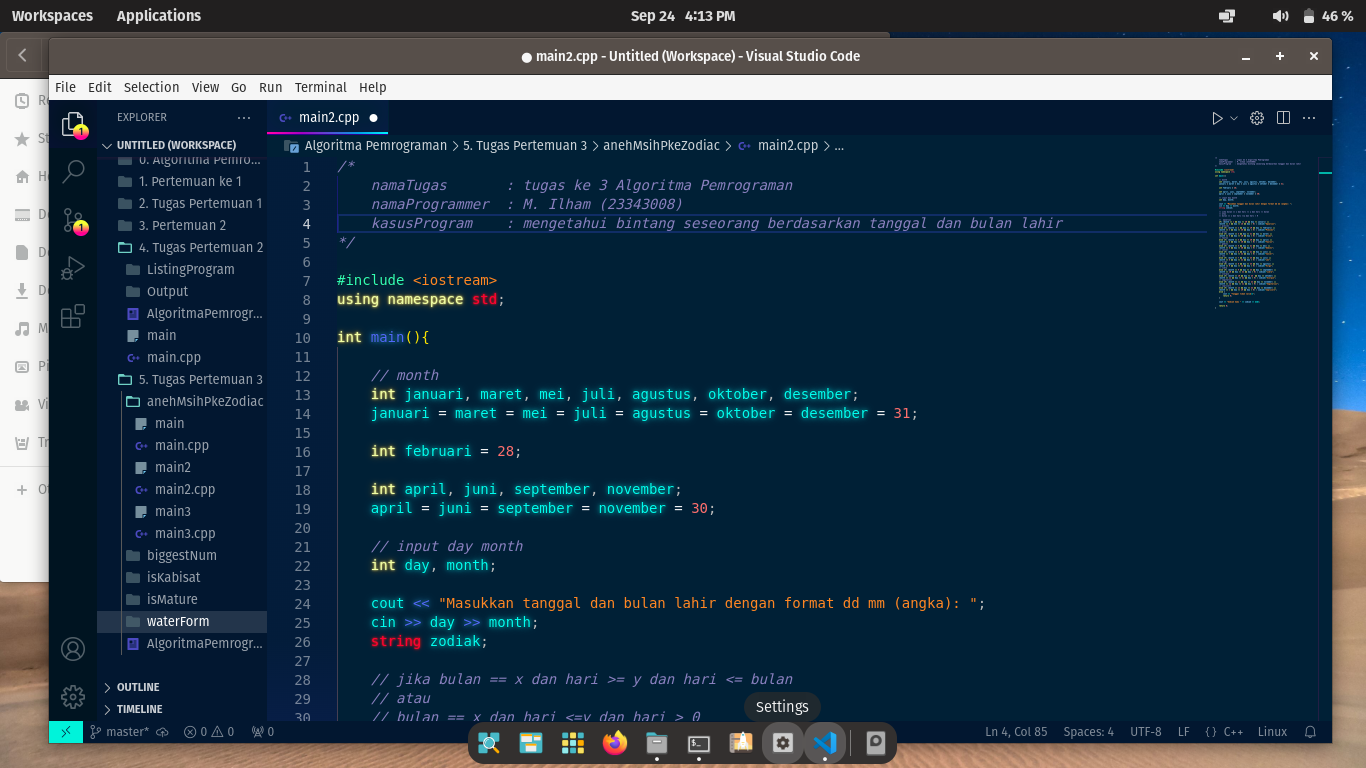 Workspaces Applications Sep 24 4:13 PM 46 %
main2.cpp - Untitled (Workspace) - Visual Studio Code
File Edit Selection View Go Run Terminal Help
EXPLORER
UNTITLED (WORKSPACE)
0. Algoritma Pemro...
1. Pertemuan ke 1
2. Tugas Pertemuan 1
3. Pertemuan 2
4. Tugas Pertemuan 2
ListingProgram
Output
AlgoritmaPemrogr...
main
main.cpp
5. Tugas Pertemuan 3
anehMsihPkeZodiac
main
main.cpp
main2
main2.cpp
main3
main3.cpp
biggestNum
isKabisat
isMature
waterForm
AlgoritmaPemrogr...
OUTLINE
TIMELINE
main2.cpp
Algoritma Pemrograman > 5. Tugas Pertemuan 3 > anehMsihPkeZodiac > main2.cpp > ...
1 /*
2 namaTugas : tugas ke 3 Algoritma Pemrograman
3 namaProgrammer : M. Ilham (23343008)
4 kasusProgram : mengetahui bintang seseorang berdasarkan tanggal dan bulan lahir
5 */
6
7 #include <iostream>
8 using namespace std;
9
10 int main(){
11
12 // month
13 int januari, maret, mei, juli, agustus, oktober, desember;
14 januari = maret = mei = juli = agustus = oktober = desember = 31;
15
16 int februari = 28;
17
18 int april, juni, september, november;
19 april = juni = september = november = 30;
20
21 // input day month
22 int day, month;
23
24 cout << "Masukkan tanggal dan bulan lahir dengan format dd mm (angka): ";
25 cin >> day >> month;
26 string zodiak;
27
28 // jika bulan == x dan hari >= y dan hari <= bulan
29 // atau
30 // bulan == x dan hari <=y dan hari > 0
Settings
master* 0 0 0 Ln 4, Col 85 Spaces: 4 UTF-8 LF {} C++ Linux
1
1